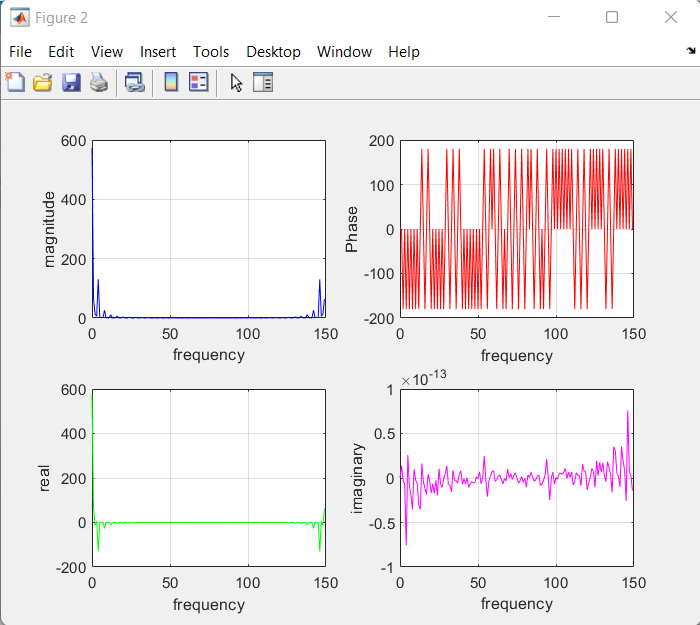 Figure 2
File Edit View Insert Tools Desktop Window Help
600
400
200
0
magnitude
0 50 100 150
frequency
200
100
0
-100
-200
Phase
0 50 100 150
frequency
600
400
200
0
-200
real
0 50 100 150
frequency
×10-13
1
0.5
0
-0.5
-1
imaginary
0 50 100 150
frequency